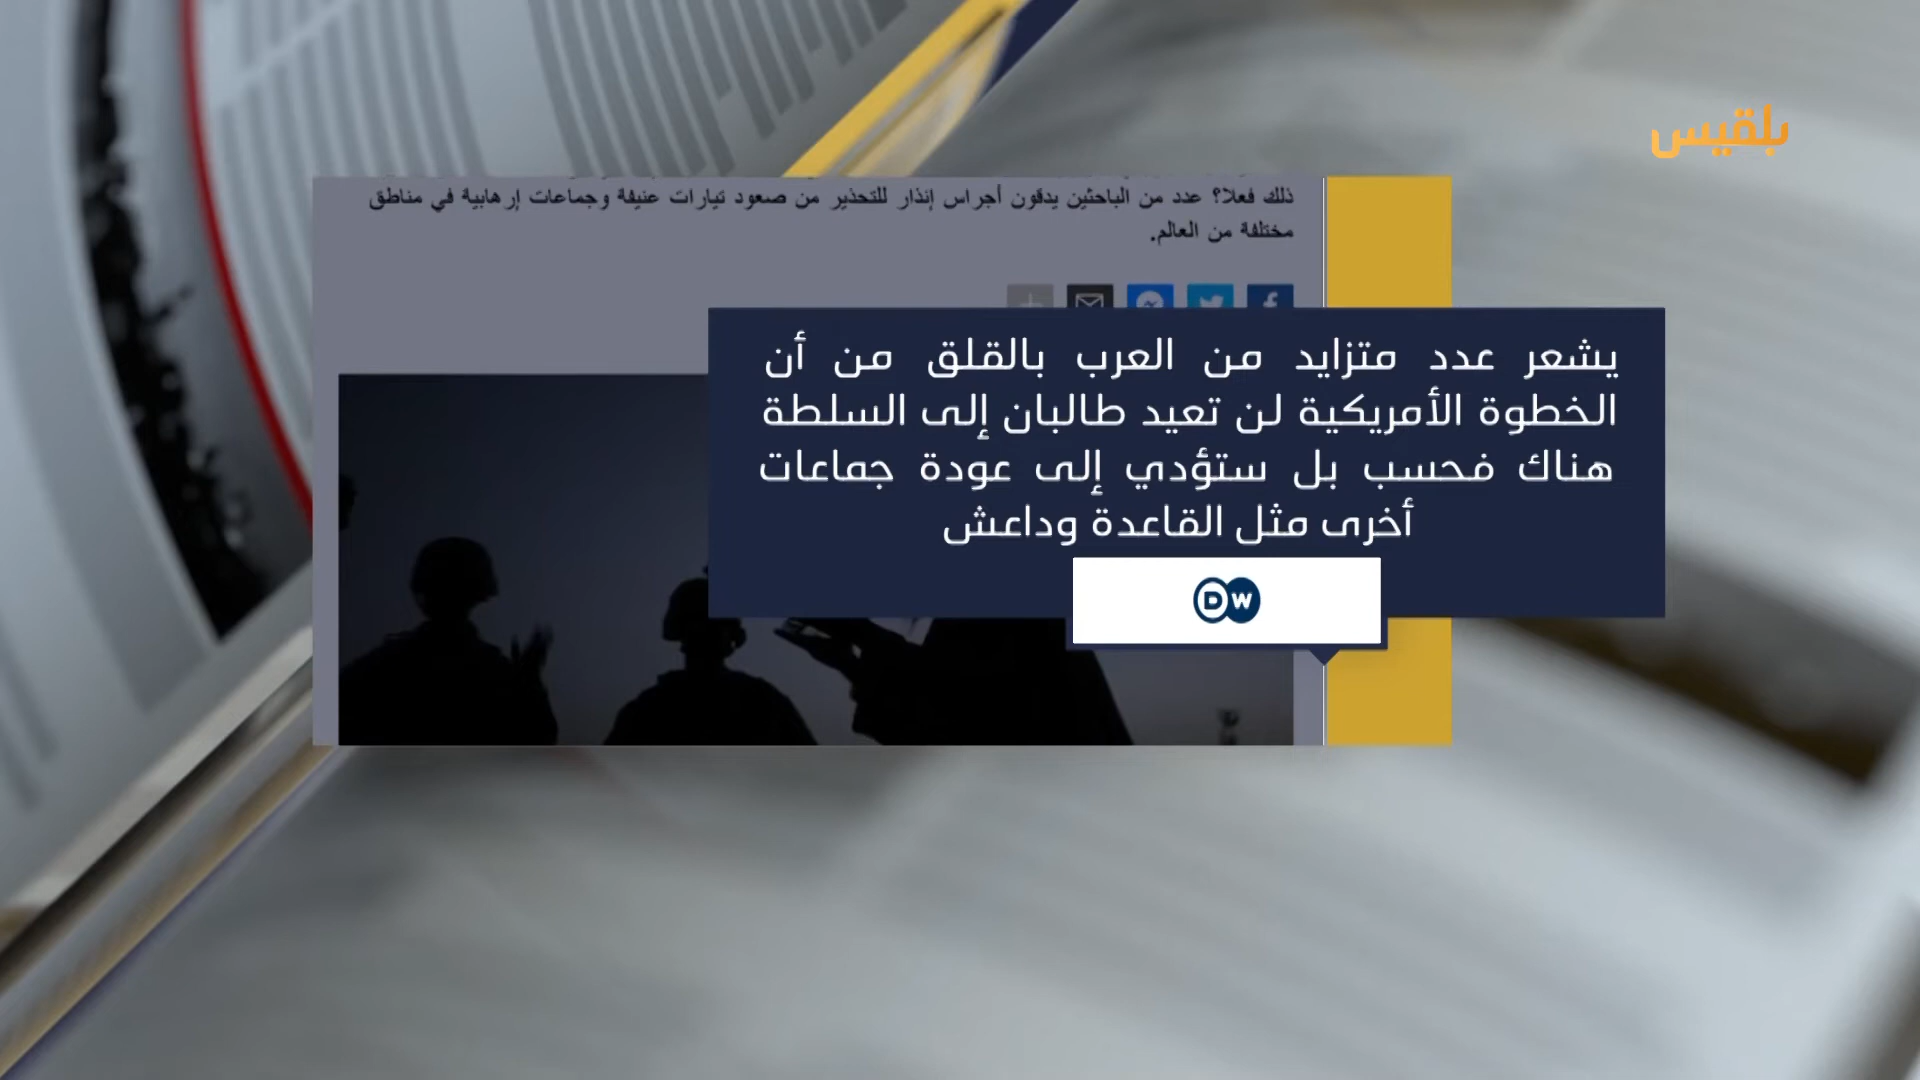 بلقيس
ذلك فعلا؟ عدد من الباحثين يدقون أجراس إنذار للتحذير من صعود تيارات عنيفة وجماعات إرهابية في مناطق
مختلفة من العالم.
يشعر عدد متزايد من العرب بالقلق من أن
الخطوة الأمريكية لن تعيد طالبان إلى السلطة
هناك فحسب بل ستؤدي إلى عودة جماعات
أخرى مثل القاعدة وداعش
DW